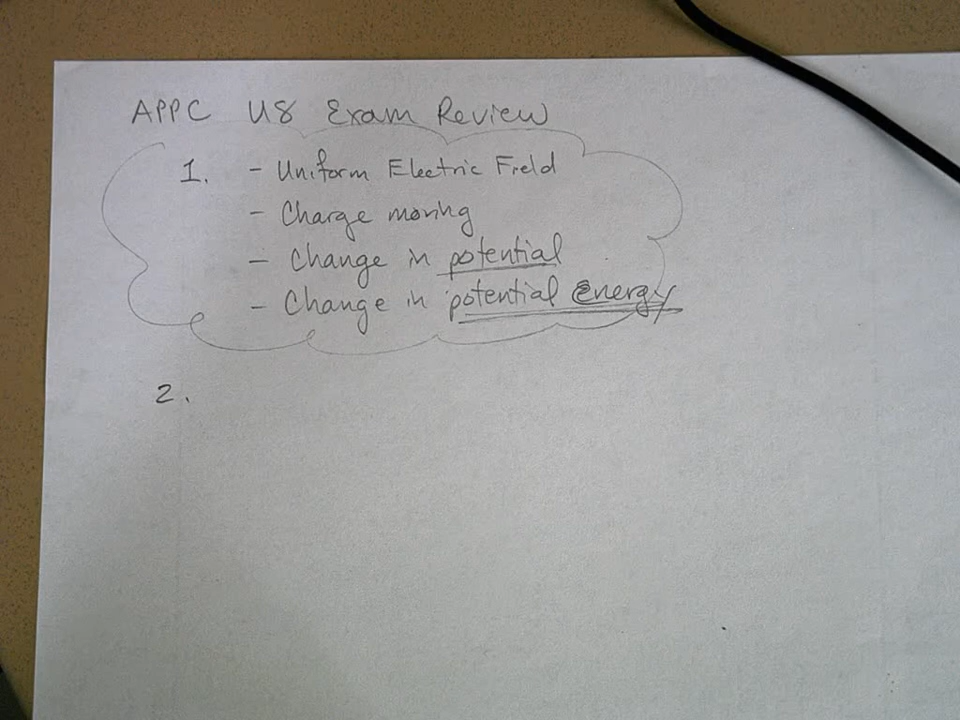 APPC U8 Exam Review
1. - Uniform Electric Field
- Charge moving
- Change in potential
- Change in potential energy
2.